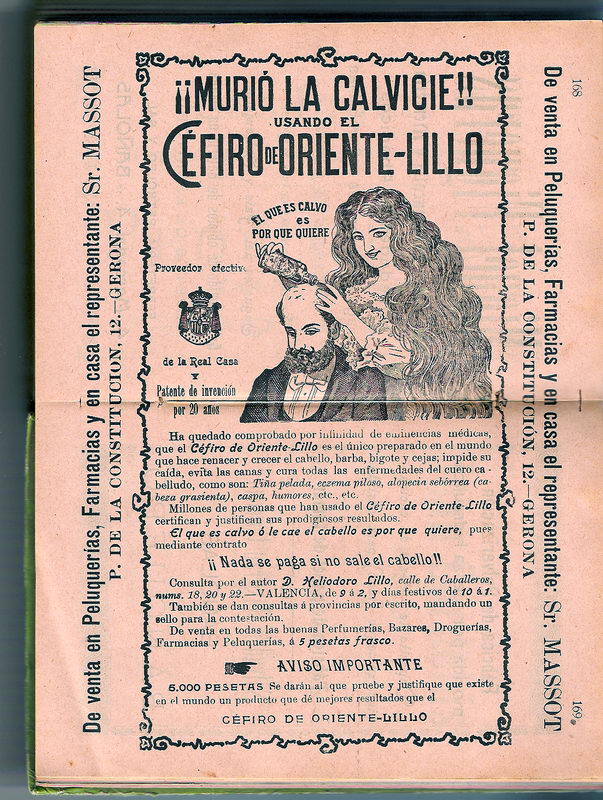 ¡¡MURIÓ LA CALVICIE!!
USANDO EL
CÉFIRO DE ORIENTE-LILLO
EL QUE ES CALVO
es
POR QUE QUIERE
Proveedor efectivo
de la Real Casa
Y
Patente de invención
por 20 años
Ha quedado comprobado por infinidad de eminencias médicas,
que el Céfiro de Oriente-Lillo es el único preparado en el mundo
que hace renacer y crecer el cabello, barba, bigote y cejas; impide su
caída, evita las canas y cura todas las enfermedades del cuero ca-
belludo, como son: Tiña pelada, eczema piloso, alopecia sebórrea (ca-
beza grasienta), caspa, humores, etc., etc.
Millones de personas que han usado el Céfiro de Oriente-Lillo
certifican y justifican sus prodigiosos resultados.
El que es calvo ó le cae el cabello es por que quiere, pues
mediante contrato
¡¡ Nada se paga si no sale el cabello!!
Consulta por el autor D. Heliodoro Lillo, calle de Caballeros,
nums. 18, 20 y 22.—VALENCIA, de 9 á 2, y días festivos de 10 á 1.
También se dan consultas á provincias por escrito, mandando un
sello para la contestación.
De venta en todas las buenas Perfumerías, Bazares, Droguerías,
Farmacias y Peluquerías, á 5 pesetas frasco.
AVISO IMPORTANTE
5.000 PESETAS Se darán al que pruebe y justifique que existe
en el mundo un producto que dé mejores resultados que el
CÉFIRO DE ORIENTE-LILLO
De venta en Peluquerías, Farmacias y en casa el representante: Sr. MASSOT
P. DE LA CONSTITUCION, 12.—GERONA
De venta en Peluquerías, Farmacias y en casa el representante: Sr. MASSOT
P. DE LA CONSTITUCION, 12.—GERONA
168
169